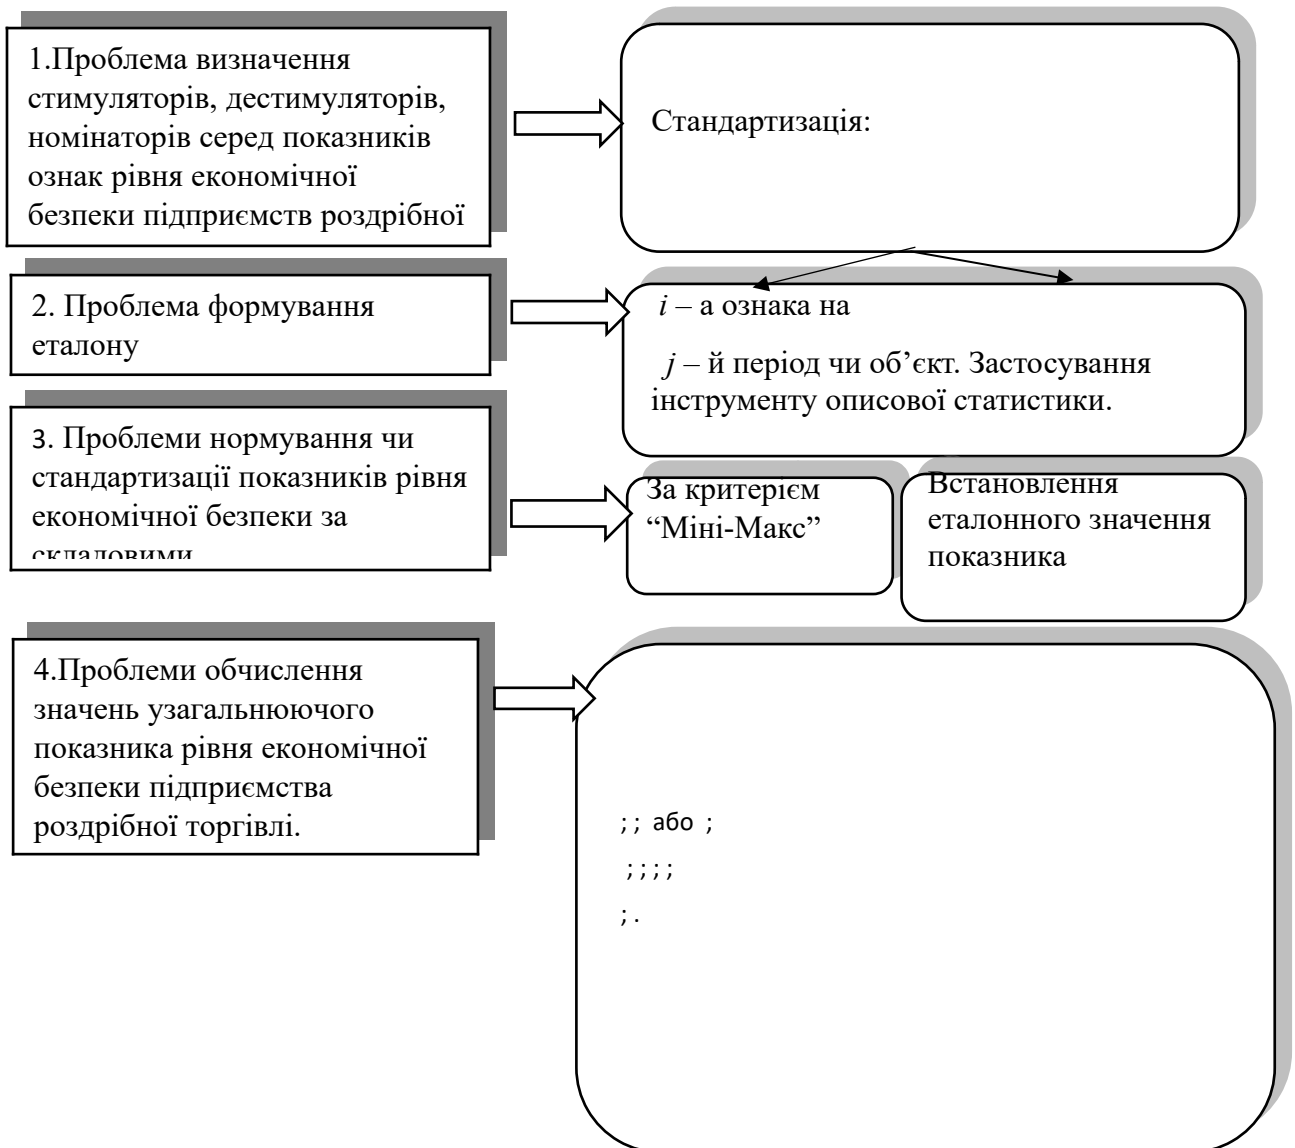 1.Проблема визначення
стимуляторів, дестимуляторів,
номінаторів серед показників
ознак рівня економічної
безпеки підприємств роздрібної
Стандартизація:
2. Проблема формування
еталону
i – а ознака на
j – й період чи об’єкт. Застосування
інструменту описової статистики.
3. Проблеми нормування чи
стандартизації показників рівня
економічної безпеки за
складовими
За критерієм
“Міні-Макс”
Встановлення
еталонного значення
показника
4.Проблеми обчислення
значень узагальнюючого
показника рівня економічної
безпеки підприємства
роздрібної торгівлі.
; ; або ;
; ; ; ;
; .